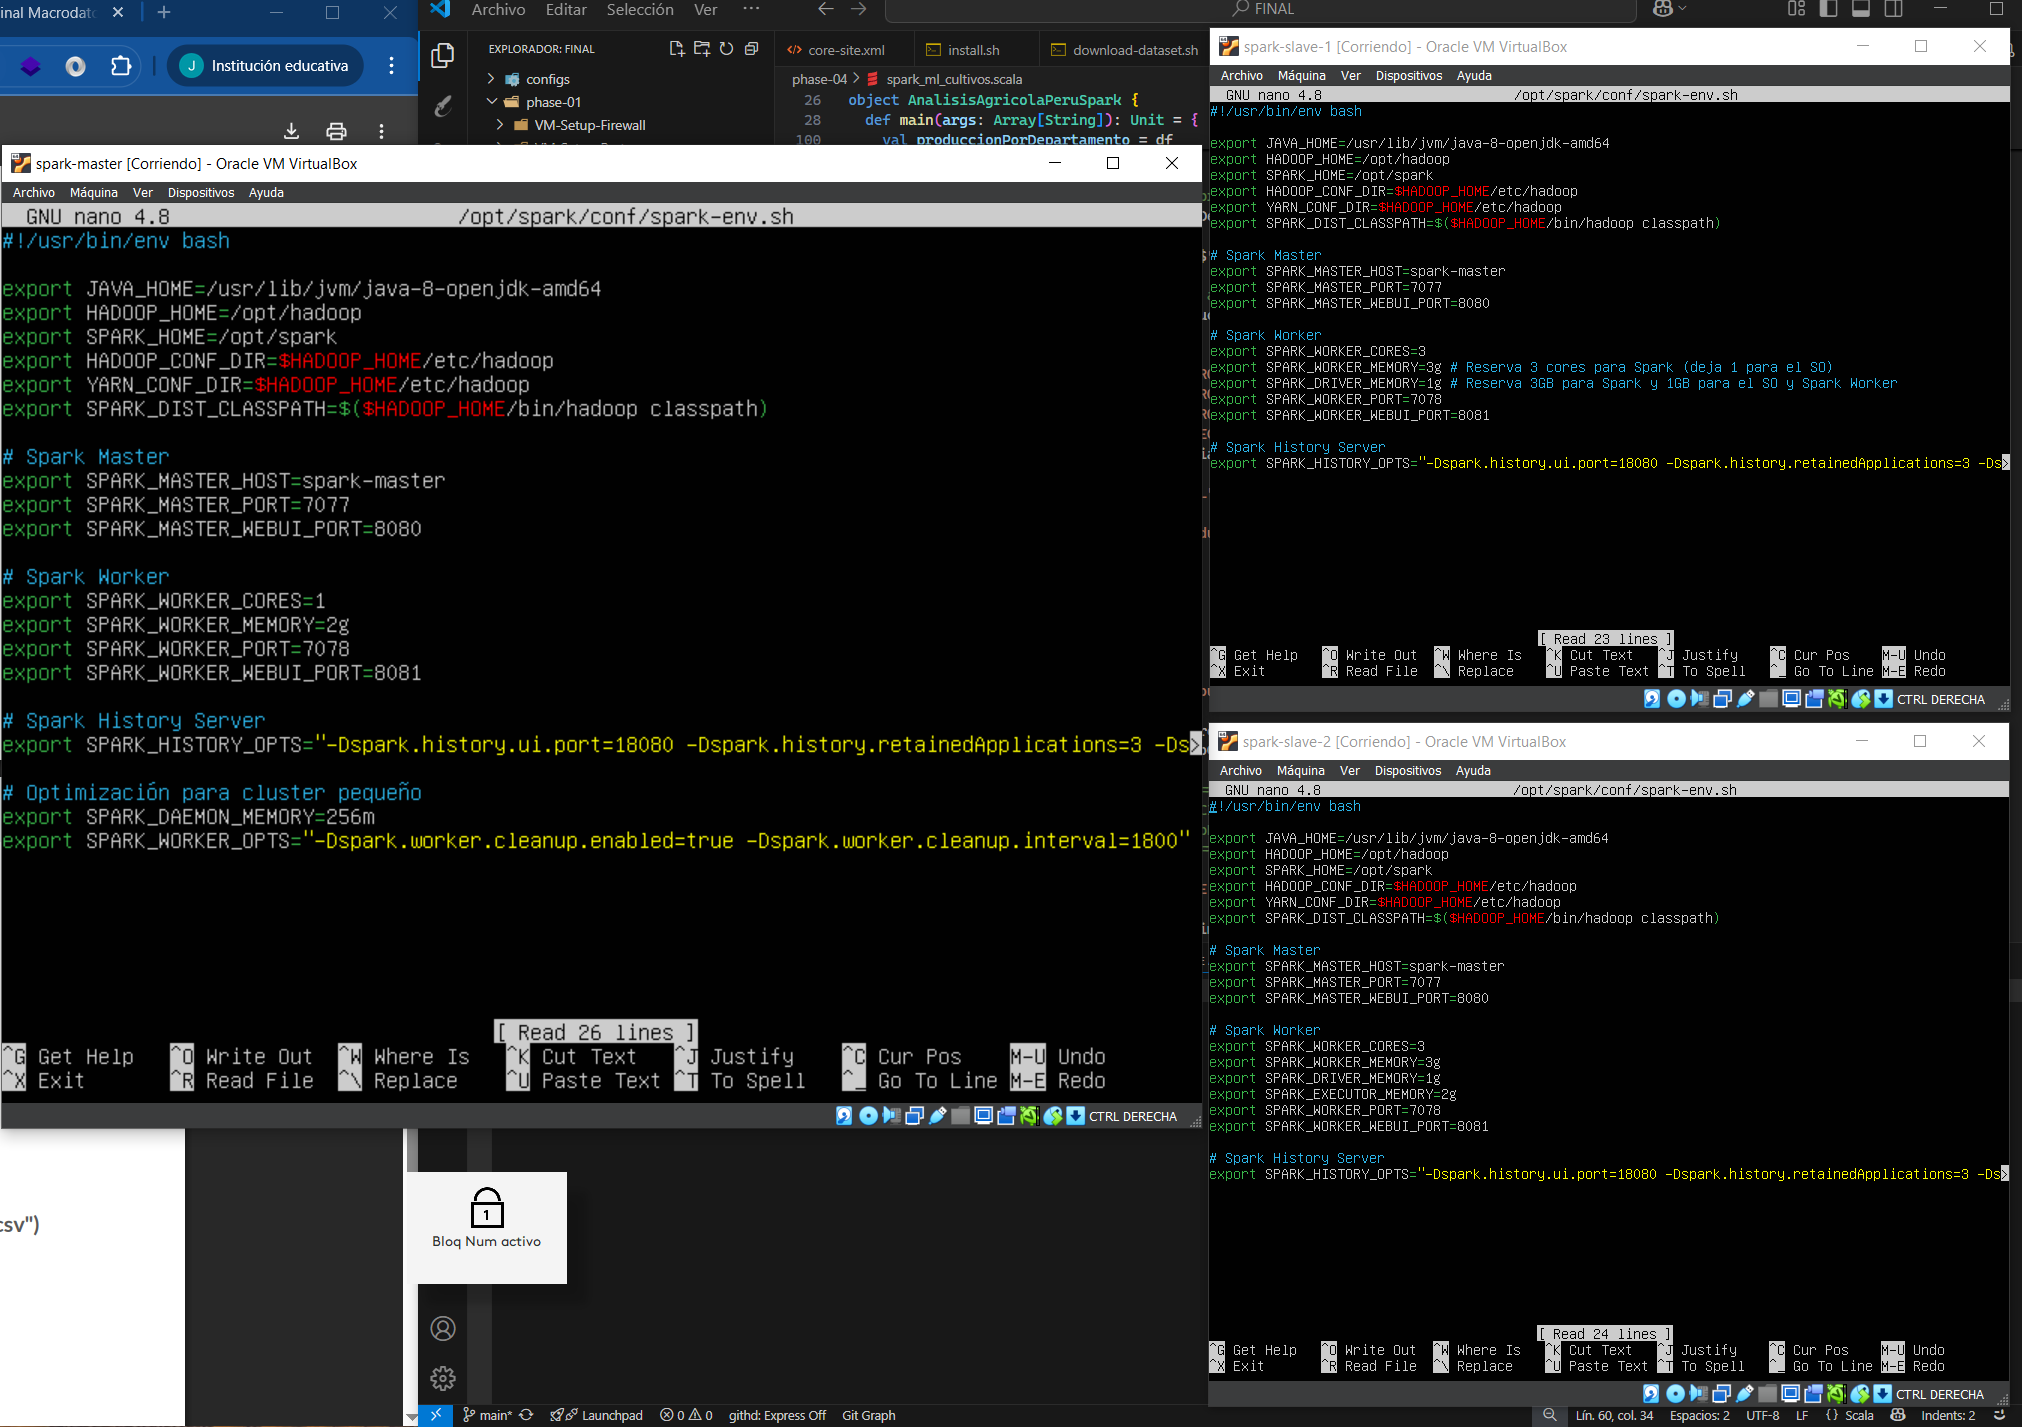 Institución educativa
Archivo Editar Selección Ver ···
FINAL
EXPLORADOR: FINAL
configs
phase-01
VM-Setup-Firewall
core-site.xml install.sh download-dataset.sh
phase-04 > spark_ml_cultivos.scala
26 object AnalisisAgricolaPeruSpark {
28 def main(args: Array[String]): Unit = {
100 val produccionPorDepartamento = df
spark-master [Corriendo] - Oracle VM VirtualBox
Archivo Máquina Ver Dispositivos Ayuda
GNU nano 4.8 /opt/spark/conf/spark-env.sh
#!/usr/bin/env bash
export JAVA_HOME=/usr/lib/jvm/java-8-openjdk-amd64
export HADOOP_HOME=/opt/hadoop
export SPARK_HOME=/opt/spark
export HADOOP_CONF_DIR=$HADOOP_HOME/etc/hadoop
export YARN_CONF_DIR=$HADOOP_HOME/etc/hadoop
export SPARK_DIST_CLASSPATH=$($HADOOP_HOME/bin/hadoop classpath)
# Spark Master
export SPARK_MASTER_HOST=spark-master
export SPARK_MASTER_PORT=7077
export SPARK_MASTER_WEBUI_PORT=8080
# Spark Worker
export SPARK_WORKER_CORES=1
export SPARK_WORKER_MEMORY=2g
export SPARK_WORKER_PORT=7078
export SPARK_WORKER_WEBUI_PORT=8081
# Spark History Server
export SPARK_HISTORY_OPTS="-Dspark.history.ui.port=18080 -Dspark.history.retainedApplications=3 -Ds>
# Optimización para cluster pequeño
export SPARK_DAEMON_MEMORY=256m
export SPARK_WORKER_OPTS="-Dspark.worker.cleanup.enabled=true -Dspark.worker.cleanup.interval=1800"
[ Read 26 lines ]
^G Get Help ^O Write Out ^W Where Is ^K Cut Text ^J Justify ^C Cur Pos M-U Undo
^X Exit ^R Read File ^\ Replace ^U Paste Text ^T To Spell ^_ Go To Line M-E Redo
CTRL DERECHA
spark-slave-1 [Corriendo] - Oracle VM VirtualBox
Archivo Máquina Ver Dispositivos Ayuda
GNU nano 4.8 /opt/spark/conf/spark-env.sh
#!/usr/bin/env bash
export JAVA_HOME=/usr/lib/jvm/java-8-openjdk-amd64
export HADOOP_HOME=/opt/hadoop
export SPARK_HOME=/opt/spark
export HADOOP_CONF_DIR=$HADOOP_HOME/etc/hadoop
export YARN_CONF_DIR=$HADOOP_HOME/etc/hadoop
export SPARK_DIST_CLASSPATH=$($HADOOP_HOME/bin/hadoop classpath)
# Spark Master
export SPARK_MASTER_HOST=spark-master
export SPARK_MASTER_PORT=7077
export SPARK_MASTER_WEBUI_PORT=8080
# Spark Worker
export SPARK_WORKER_CORES=3
export SPARK_WORKER_MEMORY=3g # Reserva 3 cores para Spark (deja 1 para el SO)
export SPARK_DRIVER_MEMORY=1g # Reserva 3GB para Spark y 1GB para el SO y Spark Worker
export SPARK_WORKER_PORT=7078
export SPARK_WORKER_WEBUI_PORT=8081
# Spark History Server
export SPARK_HISTORY_OPTS="-Dspark.history.ui.port=18080 -Dspark.history.retainedApplications=3 -Ds>
[ Read 23 lines ]
^G Get Help ^O Write Out ^W Where Is ^K Cut Text ^J Justify ^C Cur Pos M-U Undo
^X Exit ^R Read File ^\ Replace ^U Paste Text ^T To Spell ^_ Go To Line M-E Redo
CTRL DERECHA
spark-slave-2 [Corriendo] - Oracle VM VirtualBox
Archivo Máquina Ver Dispositivos Ayuda
GNU nano 4.8 /opt/spark/conf/spark-env.sh
#!/usr/bin/env bash
export JAVA_HOME=/usr/lib/jvm/java-8-openjdk-amd64
export HADOOP_HOME=/opt/hadoop
export SPARK_HOME=/opt/spark
export HADOOP_CONF_DIR=$HADOOP_HOME/etc/hadoop
export YARN_CONF_DIR=$HADOOP_HOME/etc/hadoop
export SPARK_DIST_CLASSPATH=$($HADOOP_HOME/bin/hadoop classpath)
# Spark Master
export SPARK_MASTER_HOST=spark-master
export SPARK_MASTER_PORT=7077
export SPARK_MASTER_WEBUI_PORT=8080
# Spark Worker
export SPARK_WORKER_CORES=3
export SPARK_WORKER_MEMORY=3g
export SPARK_DRIVER_MEMORY=1g
export SPARK_EXECUTOR_MEMORY=2g
export SPARK_WORKER_PORT=7078
export SPARK_WORKER_WEBUI_PORT=8081
# Spark History Server
export SPARK_HISTORY_OPTS="-Dspark.history.ui.port=18080 -Dspark.history.retainedApplications=3 -Ds>
[ Read 24 lines ]
^G Get Help ^O Write Out ^W Where Is ^K Cut Text ^J Justify ^C Cur Pos M-U Undo
^X Exit ^R Read File ^\ Replace ^U Paste Text ^T To Spell ^_ Go To Line M-E Redo
CTRL DERECHA
csv")
1
Bloq Num activo
main* Launchpad 0 0 githd: Express Off Git Graph
Lín. 60, col. 34 Espacios: 2 UTF-8 LF {} Scala Indents: 2